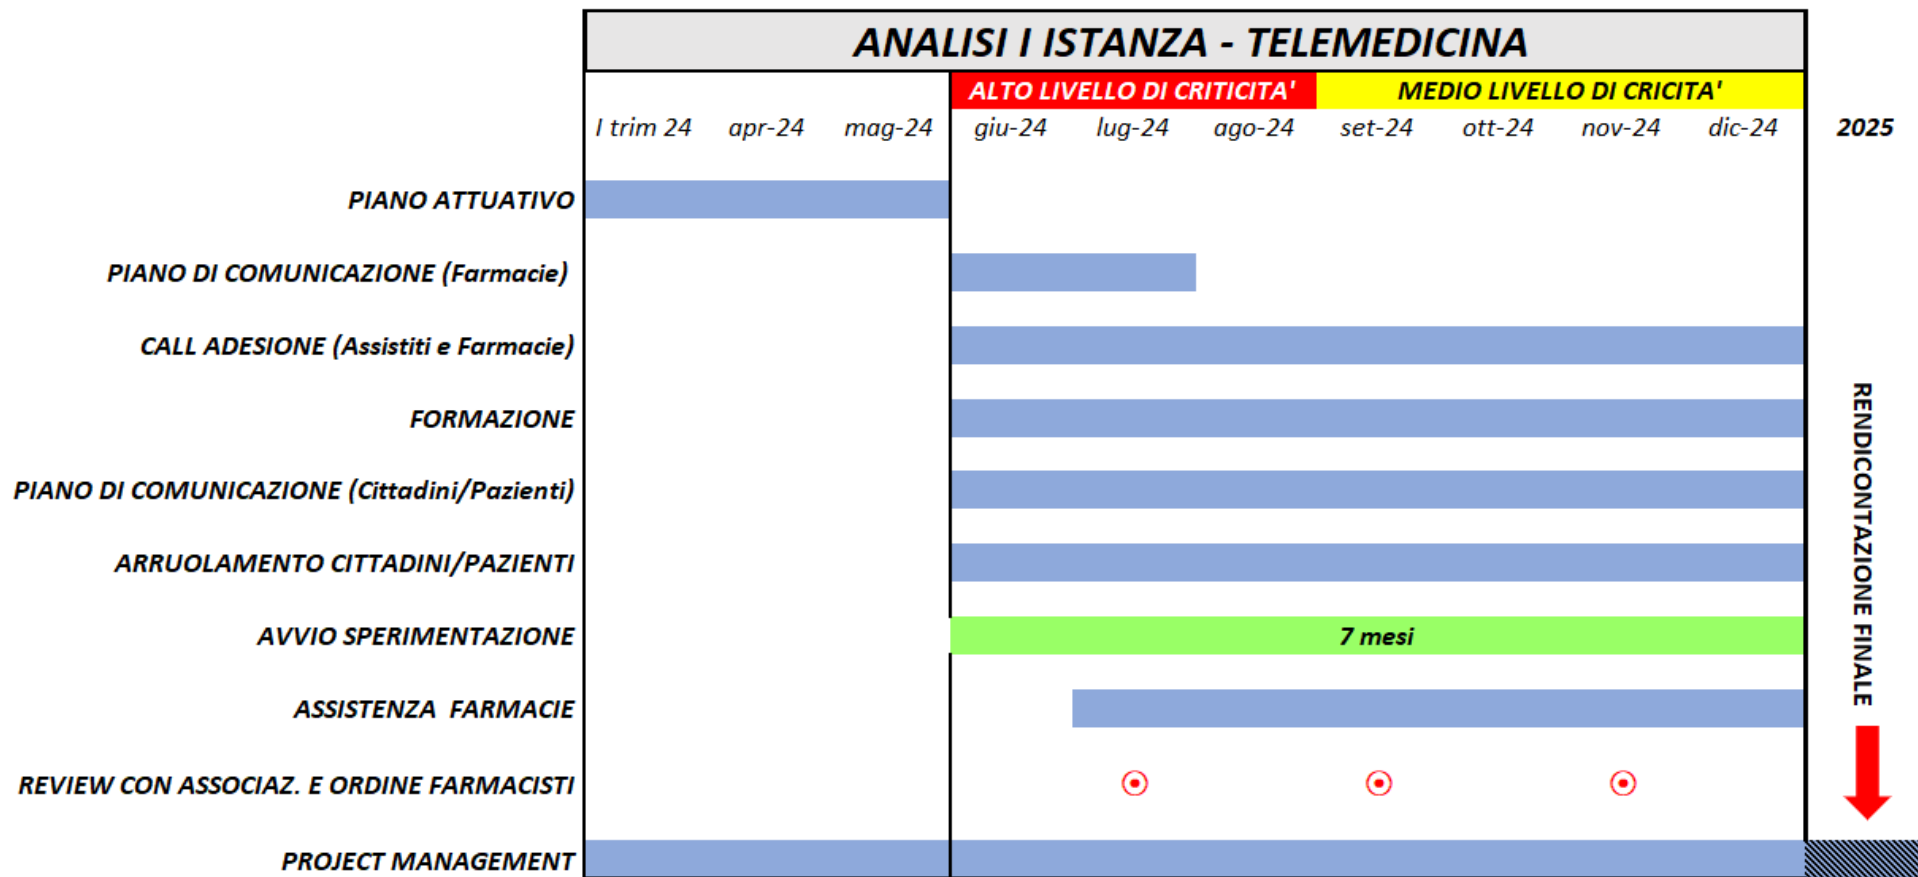 ANALISI I ISTANZA - TELEMEDICINA
ALTO LIVELLO DI CRITICITA' MEDIO LIVELLO DI CRICITA'
I trim 24 apr-24 mag-24 giu-24 lug-24 ago-24 set-24 ott-24 nov-24 dic-24 2025
PIANO ATTUATIVO
PIANO DI COMUNICAZIONE (Farmacie)
CALL ADESIONE (Assistiti e Farmacie)
FORMAZIONE
PIANO DI COMUNICAZIONE (Cittadini/Pazienti)
ARRUOLAMENTO CITTADINI/PAZIENTI
AVVIO SPERIMENTAZIONE 7 mesi
ASSISTENZA FARMACIE
REVIEW CON ASSOCIAZ. E ORDINE FARMACISTI
PROJECT MANAGEMENT
RENDICONTAZIONE FINALE